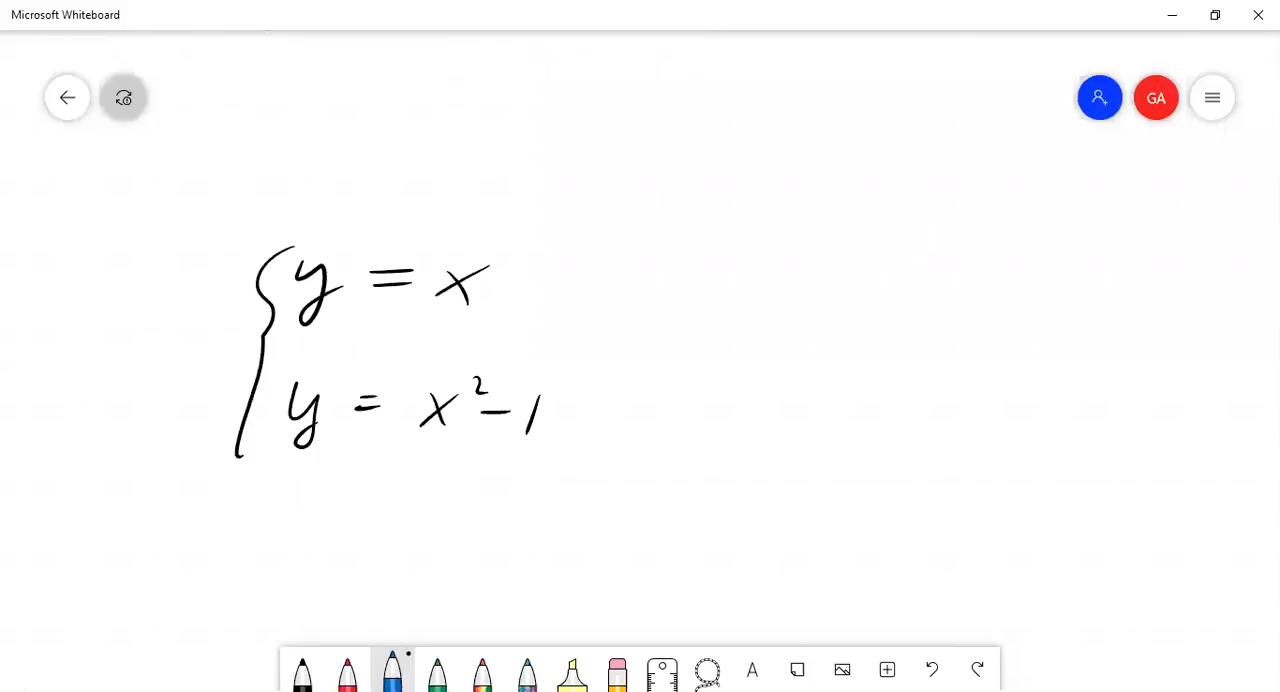 Microsoft Whiteboard
GA
y = x
y = x² - 1
A